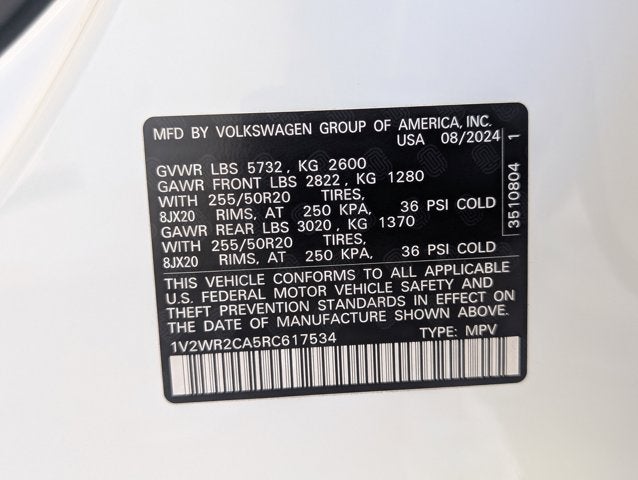 MFD BY VOLKSWAGEN GROUP OF AMERICA, INC.
USA 08/2024
GVWR LBS 5732, KG 2600
GAWR FRONT LBS 2822, KG 1280
WITH 255/50R20 TIRES,
8JX20 RIMS, AT 250 KPA, 36 PSI COLD
GAWR REAR LBS 3020, KG 1370
WITH 255/50R20 TIRES,
8JX20 RIMS, AT 250 KPA, 36 PSI COLD
THIS VEHICLE CONFORMS TO ALL APPLICABLE
U.S. FEDERAL MOTOR VEHICLE SAFETY AND
THEFT PREVENTION STANDARDS IN EFFECT ON
THE DATE OF MANUFACTURE SHOWN ABOVE.
1V2WR2CA5RC617534 TYPE: MPV
3510804 1